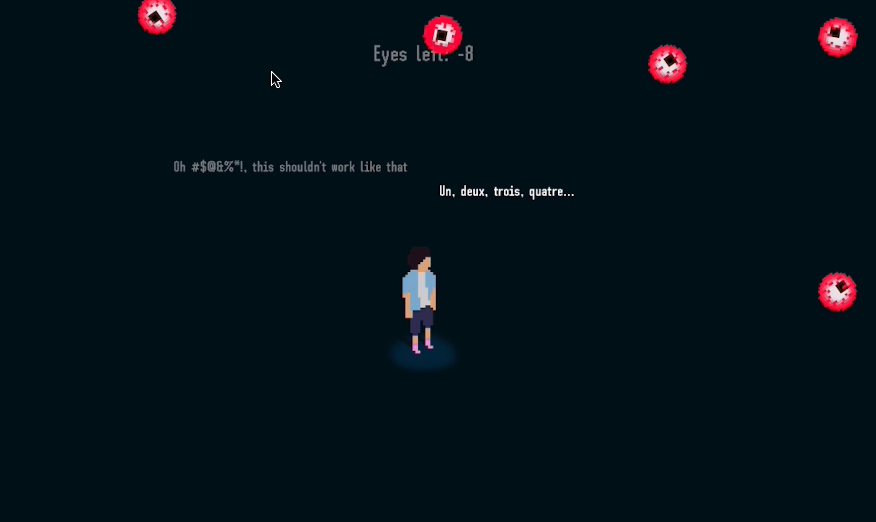 Eyes left: -8
Oh #$@&%*!, this shouldn't work like that
Un, deux, trois, quatre...